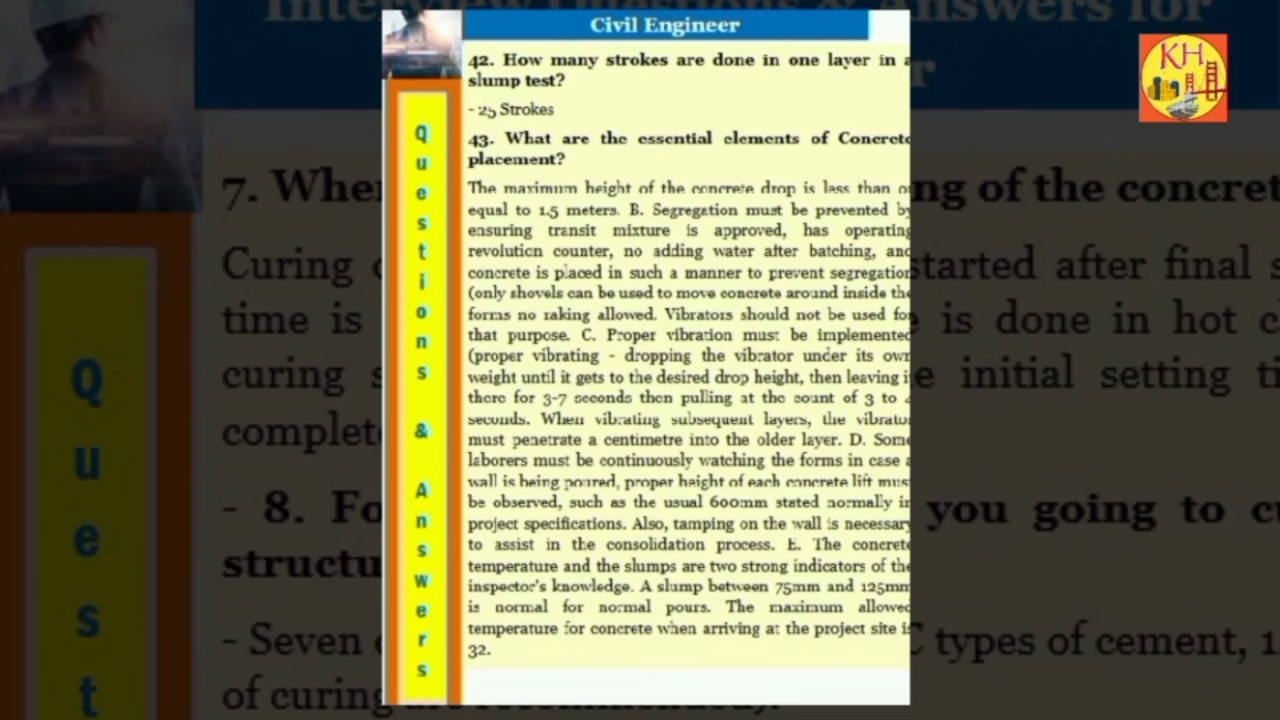 Interview Questions & Answers for
Civil Engineer
KH
Questions & Answers
42. How many strokes are done in one layer in a
slump test?
- 25 Strokes
43. What are the essential elements of Concrete
placement?
The maximum height of the concrete drop is less than or
equal to 1.5 meters. B. Segregation must be prevented by
ensuring transit mixture is approved, has operating
revolution counter, no adding water after batching, and
concrete is placed in such a manner to prevent segregation
(only shovels can be used to move concrete around inside the
forms no raking allowed. Vibrators should not be used for
that purpose. C. Proper vibration must be implemented
(proper vibrating - dropping the vibrator under its own
weight until it gets to the desired drop height, then leaving it
there for 3-7 seconds then pulling at the count of 3 to 4
seconds. When vibrating subsequent layers, the vibrator
must penetrate a centimetre into the older layer. D. Some
laborers must be continuously watching the forms in case a
wall is being poured, proper height of each concrete lift must
be observed, such as the usual 600mm stated normally in
project specifications. Also, tamping on the wall is necessary
to assist in the consolidation process. E. The concrete
temperature and the slumps are two strong indicators of the
inspector's knowledge. A slump between 75mm and 125mm
is normal for normal pours. The maximum allowed
temperature for concrete when arriving at the project site is
32.
7. ng of the concret
Curing started after final
time is is done in hot
curing initial setting
complet
- 8. you going to
structu
- Seven types of cement,
of curing
Quest